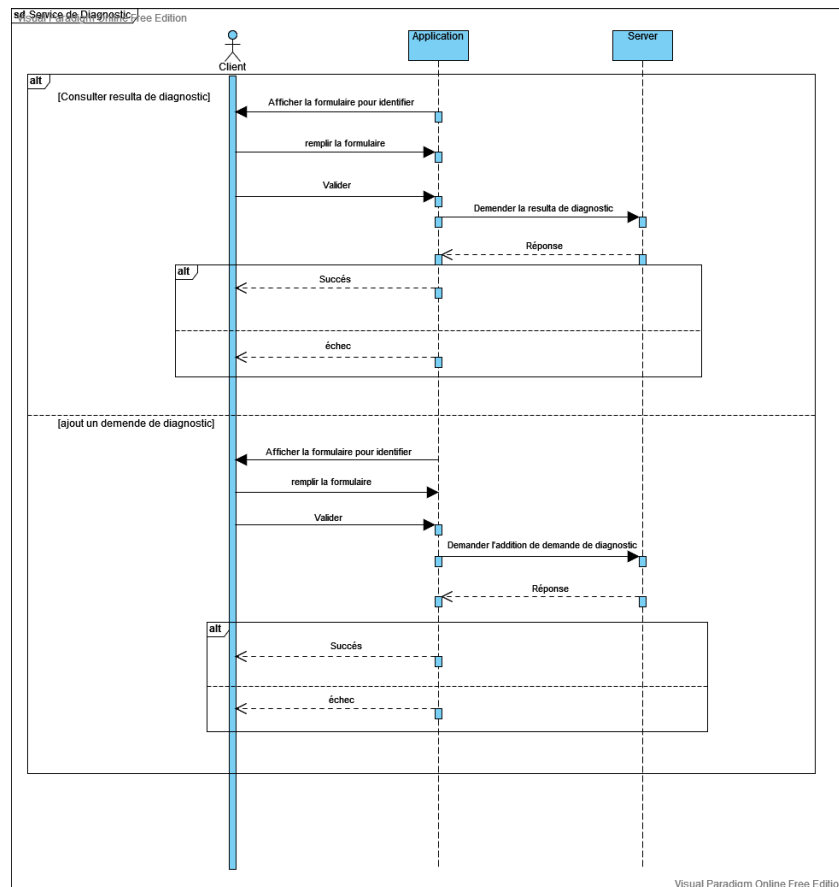 sd Service de Diagnostic
Visual Paradigm Online Free Edition
Client
Application
Server
alt
[Consulter resulta de diagnostic]
Afficher la formulaire pour identifier
remplir la formulaire
Valider
Demender la resulta de diagnostic
Réponse
alt
Succés
échec
[ajout un demende de diagnostic]
Afficher la formulaire pour identifier
remplir la formulaire
Valider
Demander l'addition de demande de diagnostic
Réponse
alt
Succés
échec
Visual Paradigm Online Free Edition